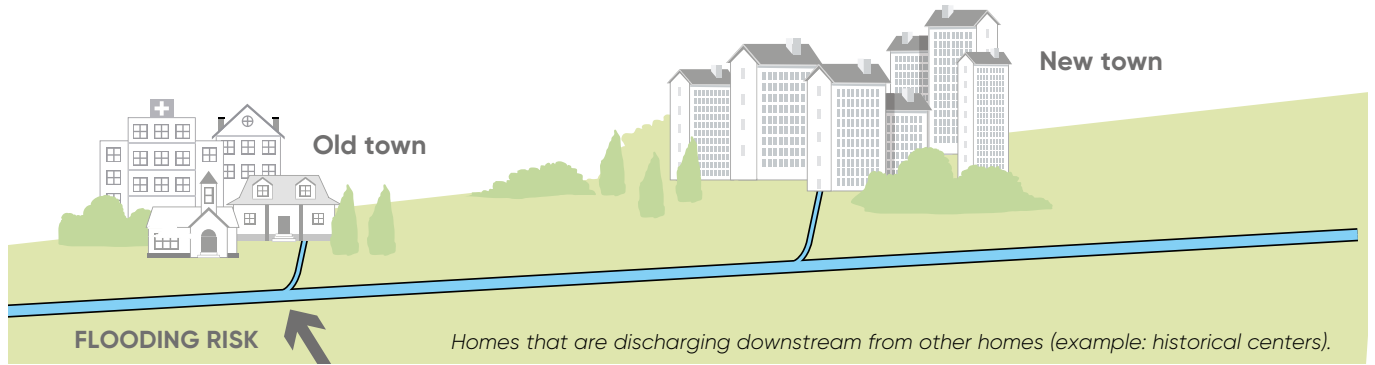 New town
Old town
FLOODING RISK
Homes that are discharging downstream from other homes (example: historical centers).